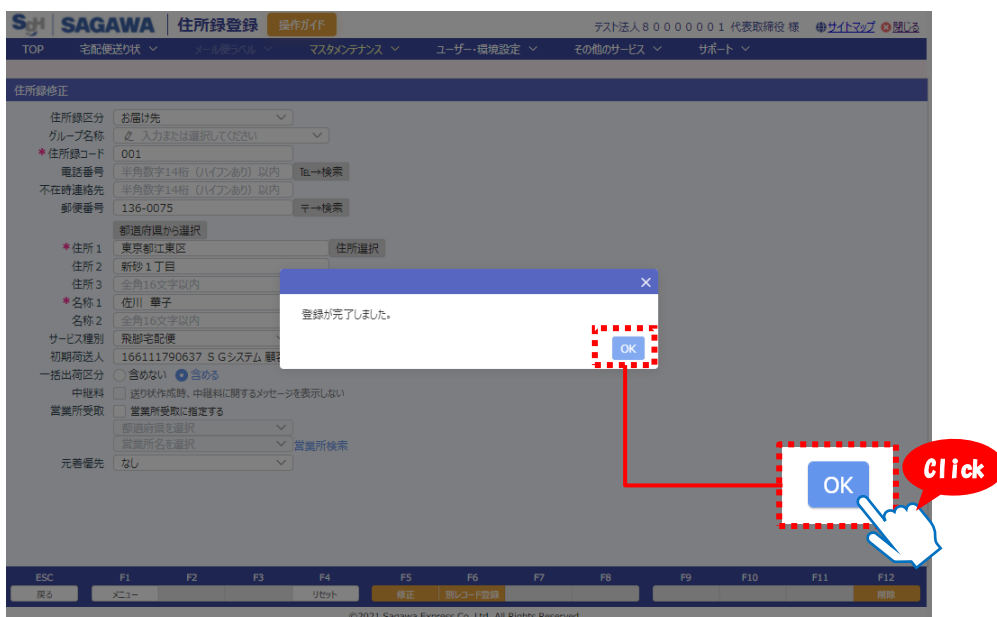 SGH SAGAWA 住所録登録 操作ガイド テスト法人80000001 代表取締役 様 サイトマップ 閉じる
TOP 宅配便送り状 メール便ラベル マスタメンテナンス ユーザー・環境設定 その他のサービス サポート
住所録修正
住所録区分 お届け先
グループ名称 入力または選択してください
*住所録コード 001
電話番号 半角数字14桁（ハイフンあり）以内 TEL→検索
不在時連絡先 半角数字14桁（ハイフンあり）以内
郵便番号 136-0075 〒→検索
都道府県から選択
*住所1 東京都江東区 住所選択
住所2 新砂1丁目
住所3 全角16文字以内
*名称1 佐川 華子
名称2 全角16文字以内
サービス種別 飛脚宅配便
初期荷送人 166111790637 SGシステム 顧客
一括出荷区分 含めない 含める
中継料 送り状作成時、中継料に関するメッセージを表示しない
営業所受取 営業所受取に指定する
都道府県を選択
営業所名を選択 営業所検索
元着優先 なし
登録が完了しました。
OK
OK
Click
ESC F1 F2 F3 F4 F5 F6 F7 F8 F9 F10 F11 F12
戻る メニュー リセット 修正 別レコード登録 削除
©2021 Sagawa Express Co.,Ltd. All Rights Reserved.